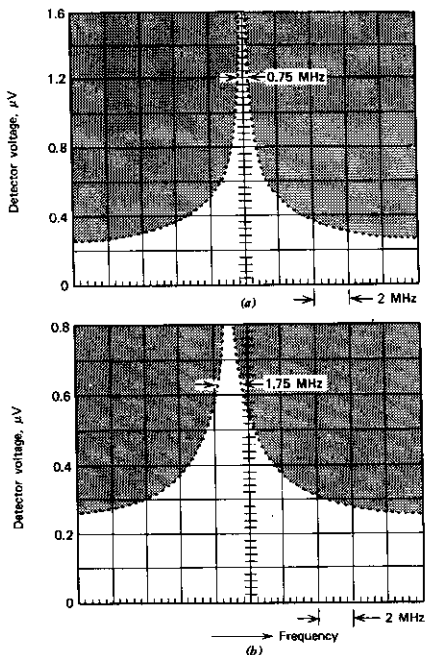 Detector voltage, μV
1.6
1.2
0.8
0.4
0
0.75 MHz
(a)
2 MHz
Detector voltage, μV
0.8
0.6
0.4
0.2
0
1.75 MHz
2 MHz
Frequency
(b)